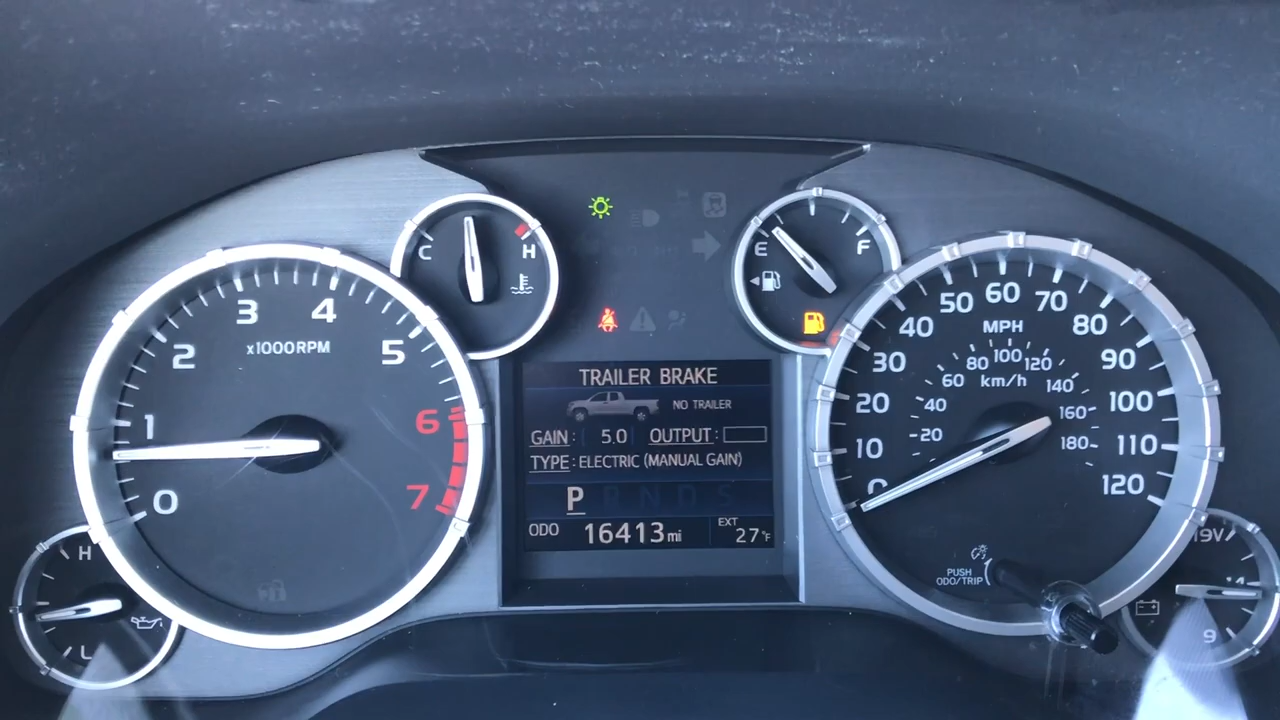 C
H
E
F
0
1
2
3
4
5
6
7
x1000RPM
H
L
TRAILER BRAKE
NO TRAILER
GAIN: 5.0 OUTPUT:
TYPE: ELECTRIC (MANUAL GAIN)
P R N D S
ODO 16413 mi
EXT 27°F
0
10
20
30
40
50
60
70
80
90
100
110
120
MPH
20
40
60
80
100
120
140
160
180
km/h
PUSH
ODO/TRIP
19V
14
9